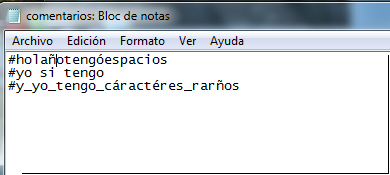 comentarios: Bloc de notas
Archivo Edición Formato Ver Ayuda
#holañotengóespacios
#yo si tengo
#y_yo_tengo_cáractéres_rarños